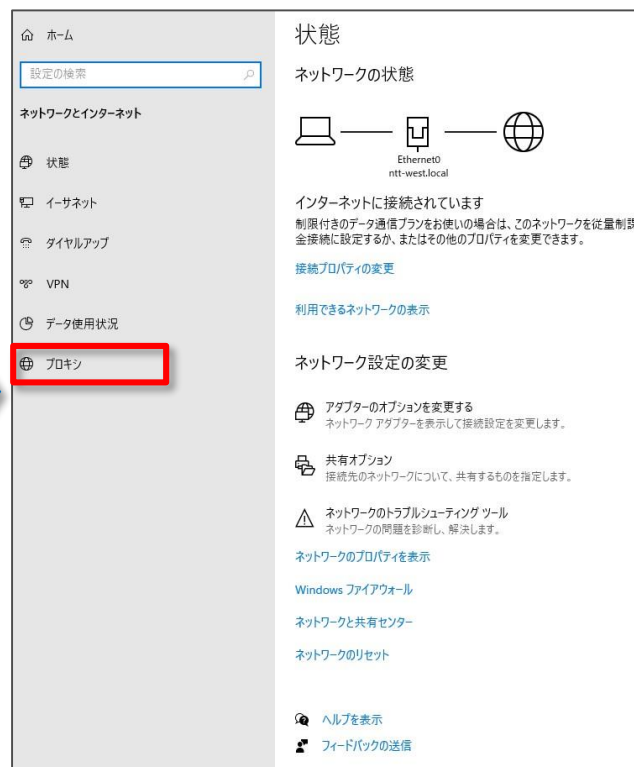 ホーム
設定の検索
ネットワークとインターネット
状態
イーサネット
ダイヤルアップ
VPN
データ使用状況
プロキシ
状態
ネットワークの状態
Ethernet0
ntt-west.local
インターネットに接続されています
制限付きのデータ通信プランをお使いの場合は、このネットワークを従量制課
金接続に設定するか、またはその他のプロパティを変更できます。
接続プロパティの変更
利用できるネットワークの表示
ネットワーク設定の変更
アダプターのオプションを変更する
ネットワーク アダプターを表示して接続設定を変更します。
共有オプション
接続先のネットワークについて、共有するものを指定します。
ネットワークのトラブルシューティング ツール
ネットワークの問題を診断し、解決します。
ネットワークのプロパティを表示
Windows ファイアウォール
ネットワークと共有センター
ネットワークのリセット
ヘルプを表示
フィードバックの送信